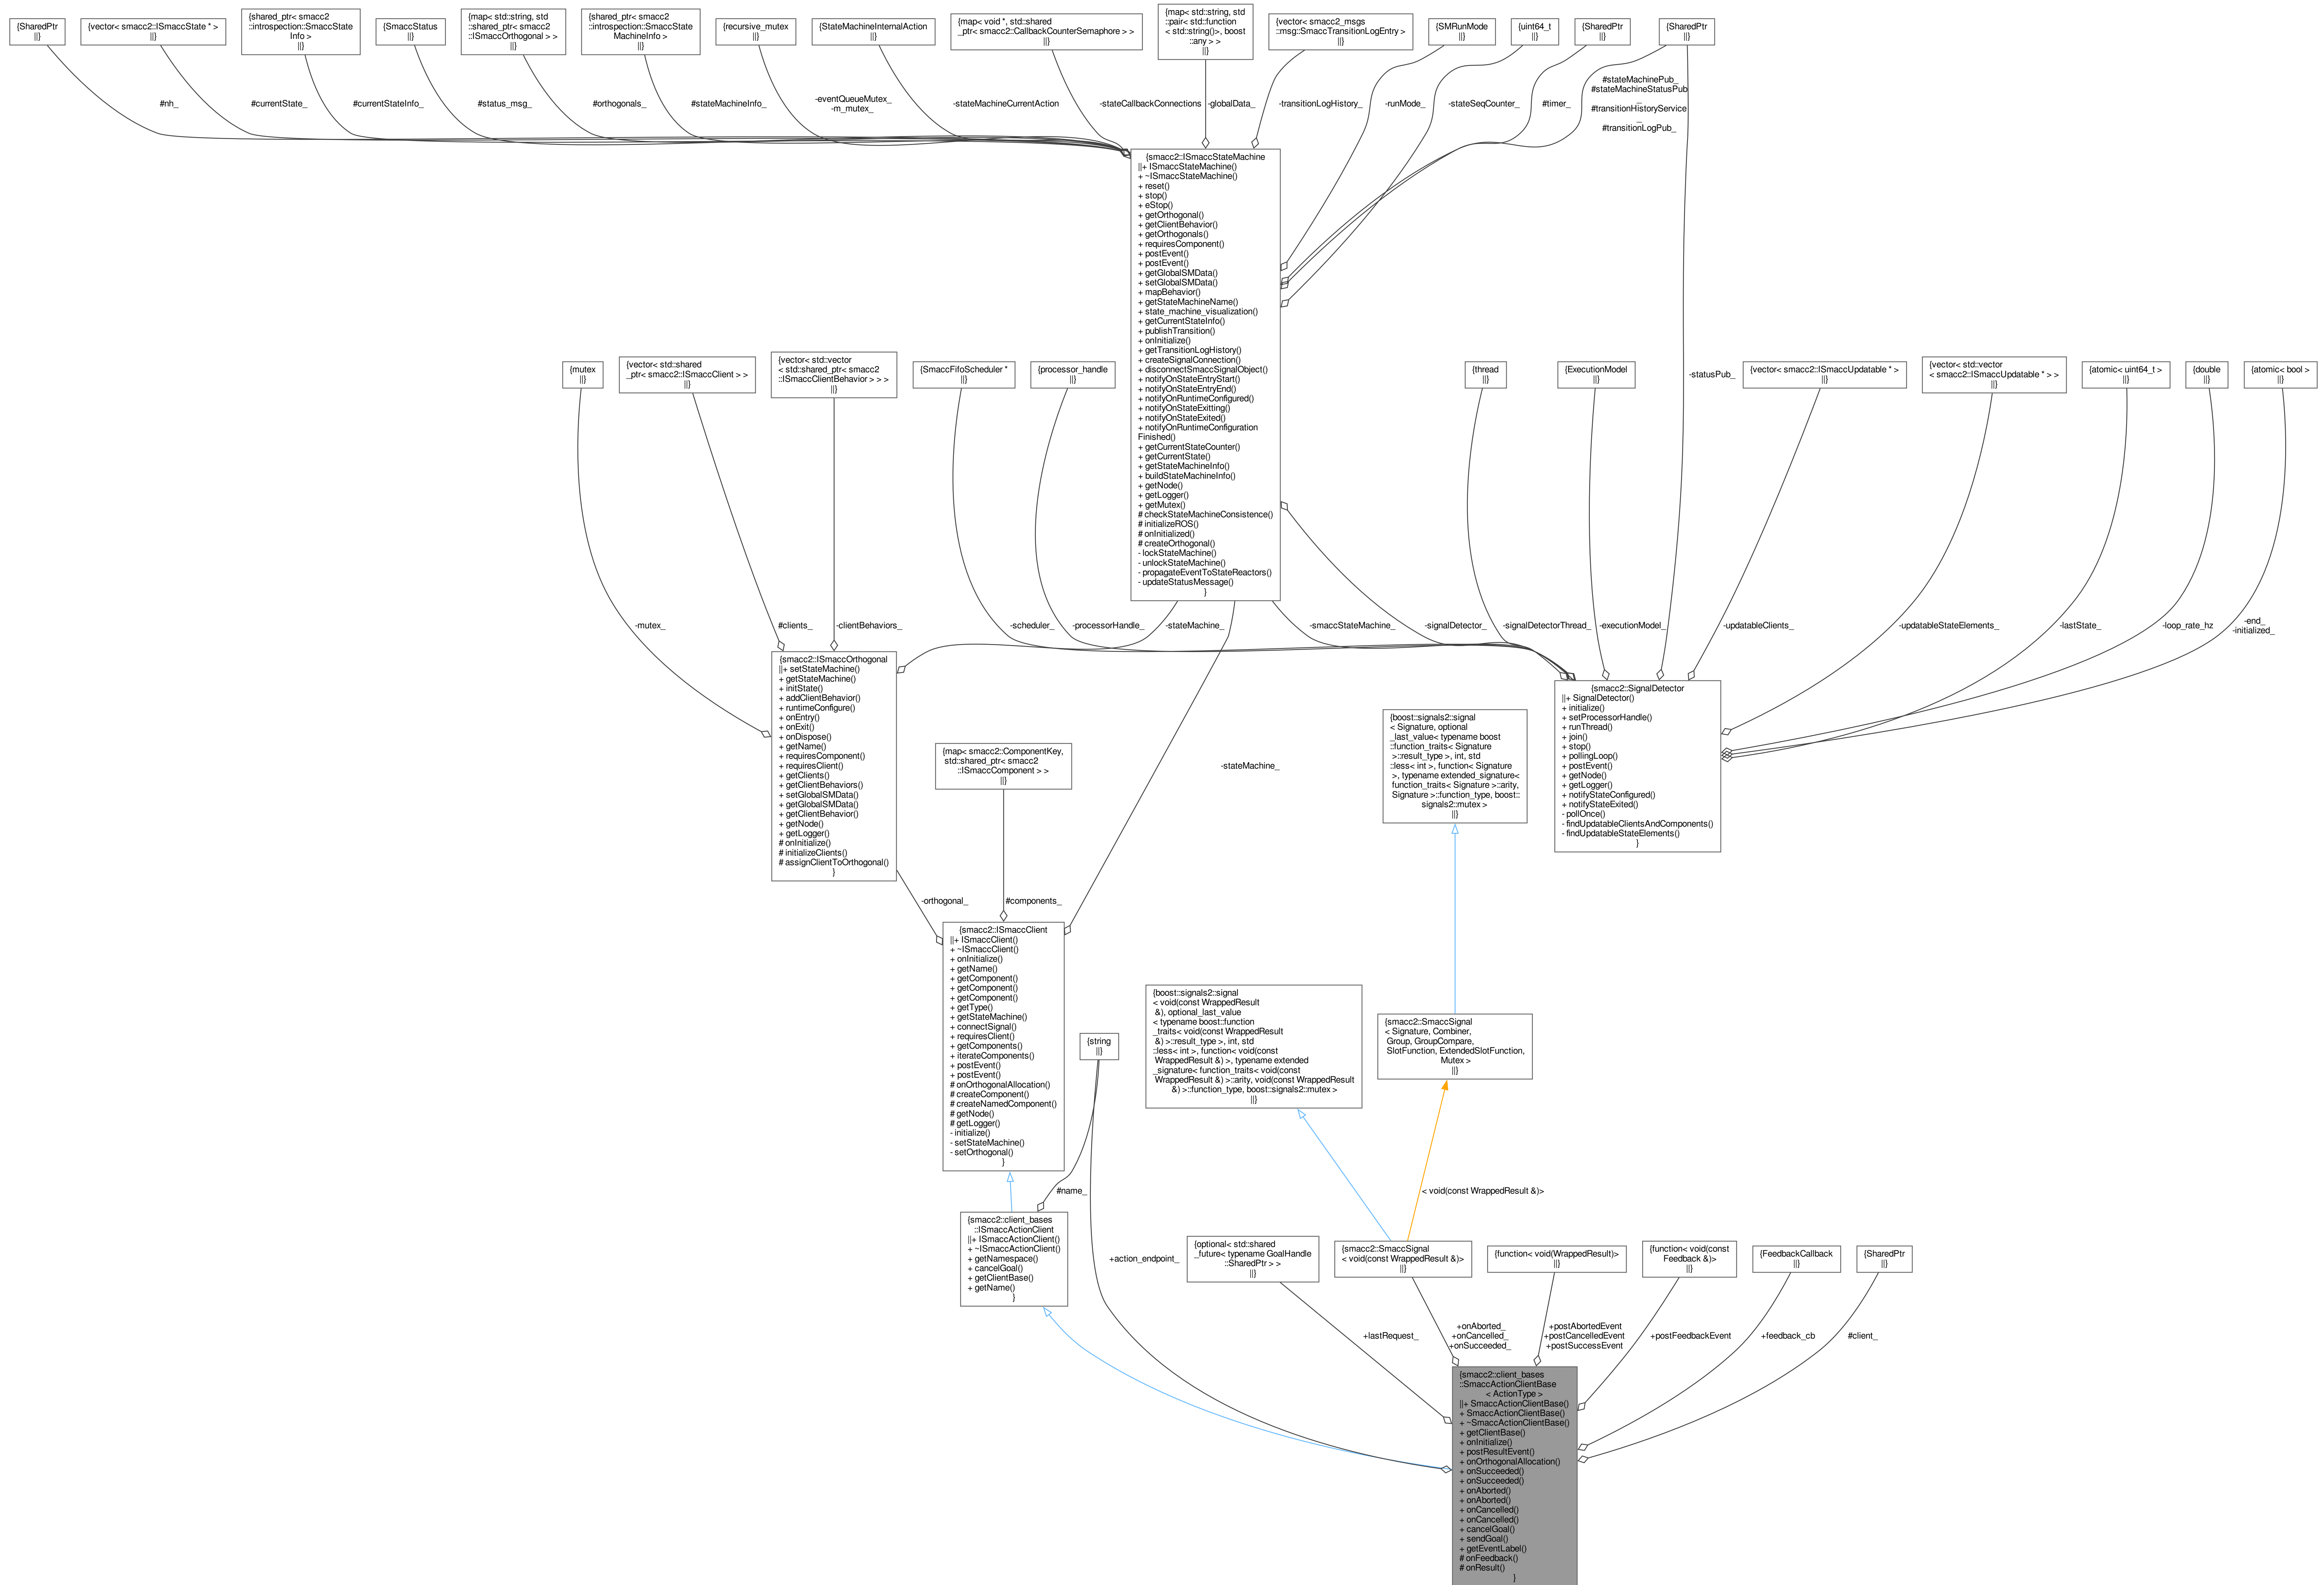 {SharedPtr
||}
{vector< smacc2::ISmaccState * >
||}
{shared_ptr< smacc2
::introspection::SmaccState
Info >
||}
{SmaccStatus
||}
{map< std::string, std
::shared_ptr< smacc2
::ISmaccOrthogonal > >
||}
{shared_ptr< smacc2
::introspection::SmaccState
MachineInfo >
||}
{recursive_mutex
||}
{StateMachineInternalAction
||}
{map< void *, std::shared
_ptr< smacc2::CallbackCounterSemaphore > >
||}
{map< std::string, std
::pair< std::function
< std::string()>, boost
::any > >
||}
{vector< smacc2_msgs
::msg::SmaccTransitionLogEntry >
||}
{SMRunMode
||}
{uint64_t
||}
{SharedPtr
||}
{SharedPtr
||}
#nh_
#currentState_
#currentStateInfo_
#status_msg_
#orthogonals_
#stateMachineInfo_
-eventQueueMutex_
-m_mutex_
-stateMachineCurrentAction
-stateCallbackConnections
-globalData_
-transitionLogHistory_
-runMode_
-stateSeqCounter_
#timer_
#stateMachinePub_
#stateMachineStatusPub
_
#transitionHistoryService
_
#transitionLogPub_
{smacc2::ISmaccStateMachine
||+ ISmaccStateMachine()
+ ~ISmaccStateMachine()
+ reset()
+ stop()
+ eStop()
+ getOrthogonal()
+ getClientBehavior()
+ getOrthogonals()
+ requiresComponent()
+ postEvent()
+ postEvent()
+ getGlobalSMData()
+ setGlobalSMData()
+ mapBehavior()
+ getStateMachineName()
+ state_machine_visualization()
+ getCurrentStateInfo()
+ publishTransition()
+ onInitialize()
+ getTransitionLogHistory()
+ createSignalConnection()
+ disconnectSmaccSignalObject()
+ notifyOnStateEntryStart()
+ notifyOnStateEntryEnd()
+ notifyOnRuntimeConfigured()
+ notifyOnStateExitting()
+ notifyOnStateExited()
+ notifyOnRuntimeConfiguration
Finished()
+ getCurrentStateCounter()
+ getCurrentState()
+ getStateMachineInfo()
+ buildStateMachineInfo()
+ getNode()
+ getLogger()
+ getMutex()
# checkStateMachineConsistence()
# initializeROS()
# onInitialized()
# createOrthogonal()
- lockStateMachine()
- unlockStateMachine()
- propagateEventToStateReactors()
- updateStatusMessage()
}
{mutex
||}
{vector< std::shared
_ptr< smacc2::ISmaccClient > >
||}
{vector< std::vector
< std::shared_ptr< smacc2
::ISmaccClientBehavior > > >
||}
{SmaccFifoScheduler *
||}
{processor_handle
||}
{thread
||}
{ExecutionModel
||}
-statusPub_
{vector< smacc2::ISmaccUpdatable * >
||}
{vector< std::vector
< smacc2::ISmaccUpdatable * > >
||}
{atomic< uint64_t >
||}
{double
||}
{atomic< bool >
||}
-mutex_
#clients_
-clientBehaviors_
-stateMachine_
-scheduler_
-processorHandle_
-smaccStateMachine_
-signalDetector_
-signalDetectorThread_
-executionModel_
-updatableClients_
-updatableStateElements_
-lastState_
-loop_rate_hz
-end_
-initialized_
{smacc2::ISmaccOrthogonal
||+ setStateMachine()
+ getStateMachine()
+ initState()
+ addClientBehavior()
+ runtimeConfigure()
+ onEntry()
+ onExit()
+ onDispose()
+ getName()
+ requiresComponent()
+ requiresClient()
+ getClients()
+ getClientBehaviors()
+ setGlobalSMData()
+ getGlobalSMData()
+ getClientBehavior()
+ getNode()
+ getLogger()
# onInitialize()
# initializeClients()
# assignClientToOrthogonal()
}
{smacc2::SignalDetector
||+ SignalDetector()
+ initialize()
+ setProcessorHandle()
+ runThread()
+ join()
+ stop()
+ pollingLoop()
+ postEvent()
+ getNode()
+ getLogger()
+ notifyStateConfigured()
+ notifyStateExited()
- pollOnce()
- findUpdatableClientsAndComponents()
- findUpdatableStateElements()
}
{boost::signals2::signal
< Signature, optional
_last_value< typename boost
::function_traits< Signature
>::result_type >, int, std
::less< int >, function< Signature
>, typename extended_signature<
function_traits< Signature >::arity,
Signature >::function_type, boost::
signals2::mutex >
||}
{map< smacc2::ComponentKey,
std::shared_ptr< smacc2
::ISmaccComponent > >
||}
-stateMachine_
-orthogonal_
#components_
{smacc2::ISmaccClient
||+ ISmaccClient()
+ ~ISmaccClient()
+ onInitialize()
+ getName()
+ getComponent()
+ getComponent()
+ getComponent()
+ getType()
+ getStateMachine()
+ connectSignal()
+ requiresClient()
+ getComponents()
+ iterateComponents()
+ postEvent()
+ postEvent()
# onOrthogonalAllocation()
# createComponent()
# createNamedComponent()
# getNode()
# getLogger()
- initialize()
- setStateMachine()
- setOrthogonal()
}
{string
||}
{boost::signals2::signal
< void(const WrappedResult
&), optional_last_value
< typename boost::function
_traits< void(const WrappedResult
&) >::result_type >, int, std
::less< int >, function< void(const
WrappedResult &) >, typename extended
_signature< function_traits< void(const
WrappedResult &) >::arity, void(const WrappedResult
&) >::function_type, boost::signals2::mutex >
||}
{smacc2::SmaccSignal
< Signature, Combiner,
Group, GroupCompare,
SlotFunction, ExtendedSlotFunction,
Mutex >
||}
#name_
< void(const WrappedResult &)>
{smacc2::client_bases
::ISmaccActionClient
||+ ISmaccActionClient()
+ ~ISmaccActionClient()
+ getNamespace()
+ cancelGoal()
+ getClientBase()
+ getName()
}
+action_endpoint_
{optional< std::shared
_future< typename GoalHandle
::SharedPtr > >
||}
{smacc2::SmaccSignal
< void(const WrappedResult &)>
||}
{function< void(WrappedResult)>
||}
{function< void(const
Feedback &)>
||}
{FeedbackCallback
||}
{SharedPtr
||}
+lastRequest_
+onAborted_
+onCancelled_
+onSucceeded_
+postAbortedEvent
+postCancelledEvent
+postSuccessEvent
+postFeedbackEvent
+feedback_cb
#client_
{smacc2::client_bases
::SmaccActionClientBase
< ActionType >
||+ SmaccActionClientBase()
+ SmaccActionClientBase()
+ ~SmaccActionClientBase()
+ getClientBase()
+ onInitialize()
+ postResultEvent()
+ onOrthogonalAllocation()
+ onSucceeded()
+ onSucceeded()
+ onAborted()
+ onAborted()
+ onCancelled()
+ onCancelled()
+ cancelGoal()
+ sendGoal()
+ getEventLabel()
# onFeedback()
# onResult()
}